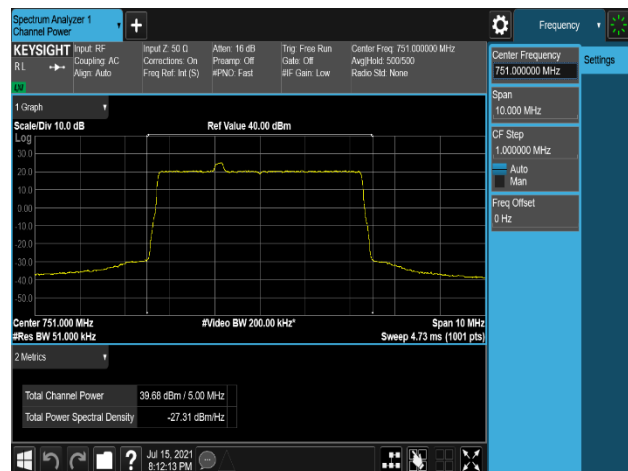 Spectrum Analyzer 1
Channel Power
Frequency
KEYSIGHT
Input: RF
Coupling: AC
Align: Auto
Input Z: 50 Ω
Corrections: On
Freq Ref: Int (S)
Atten: 16 dB
Preamp: Off
#PNO: Fast
Trig: Free Run
Gate: Off
#IF Gain: Low
Center Freq: 751.000000 MHz
Avg|Hold: 500/500
Radio Std: None
R L
LXI
Center Frequency
751.000000 MHz
Settings
Span
10.000 MHz
CF Step
1.000000 MHz
Auto
Man
Freq Offset
0 Hz
1 Graph
Scale/Div 10.0 dB
Ref Value 40.00 dBm
Log
30.0
20.0
10.0
0.00
-10.0
-20.0
-30.0
-40.0
-50.0
Center 751.000 MHz
#Video BW 200.00 kHz*
Span 10 MHz
#Res BW 51.000 kHz
Sweep 4.73 ms (1001 pts)
2 Metrics
Total Channel Power 39.68 dBm / 5.00 MHz
Total Power Spectral Density -27.31 dBm/Hz
?
Jul 15, 2021
8:12:13 PM